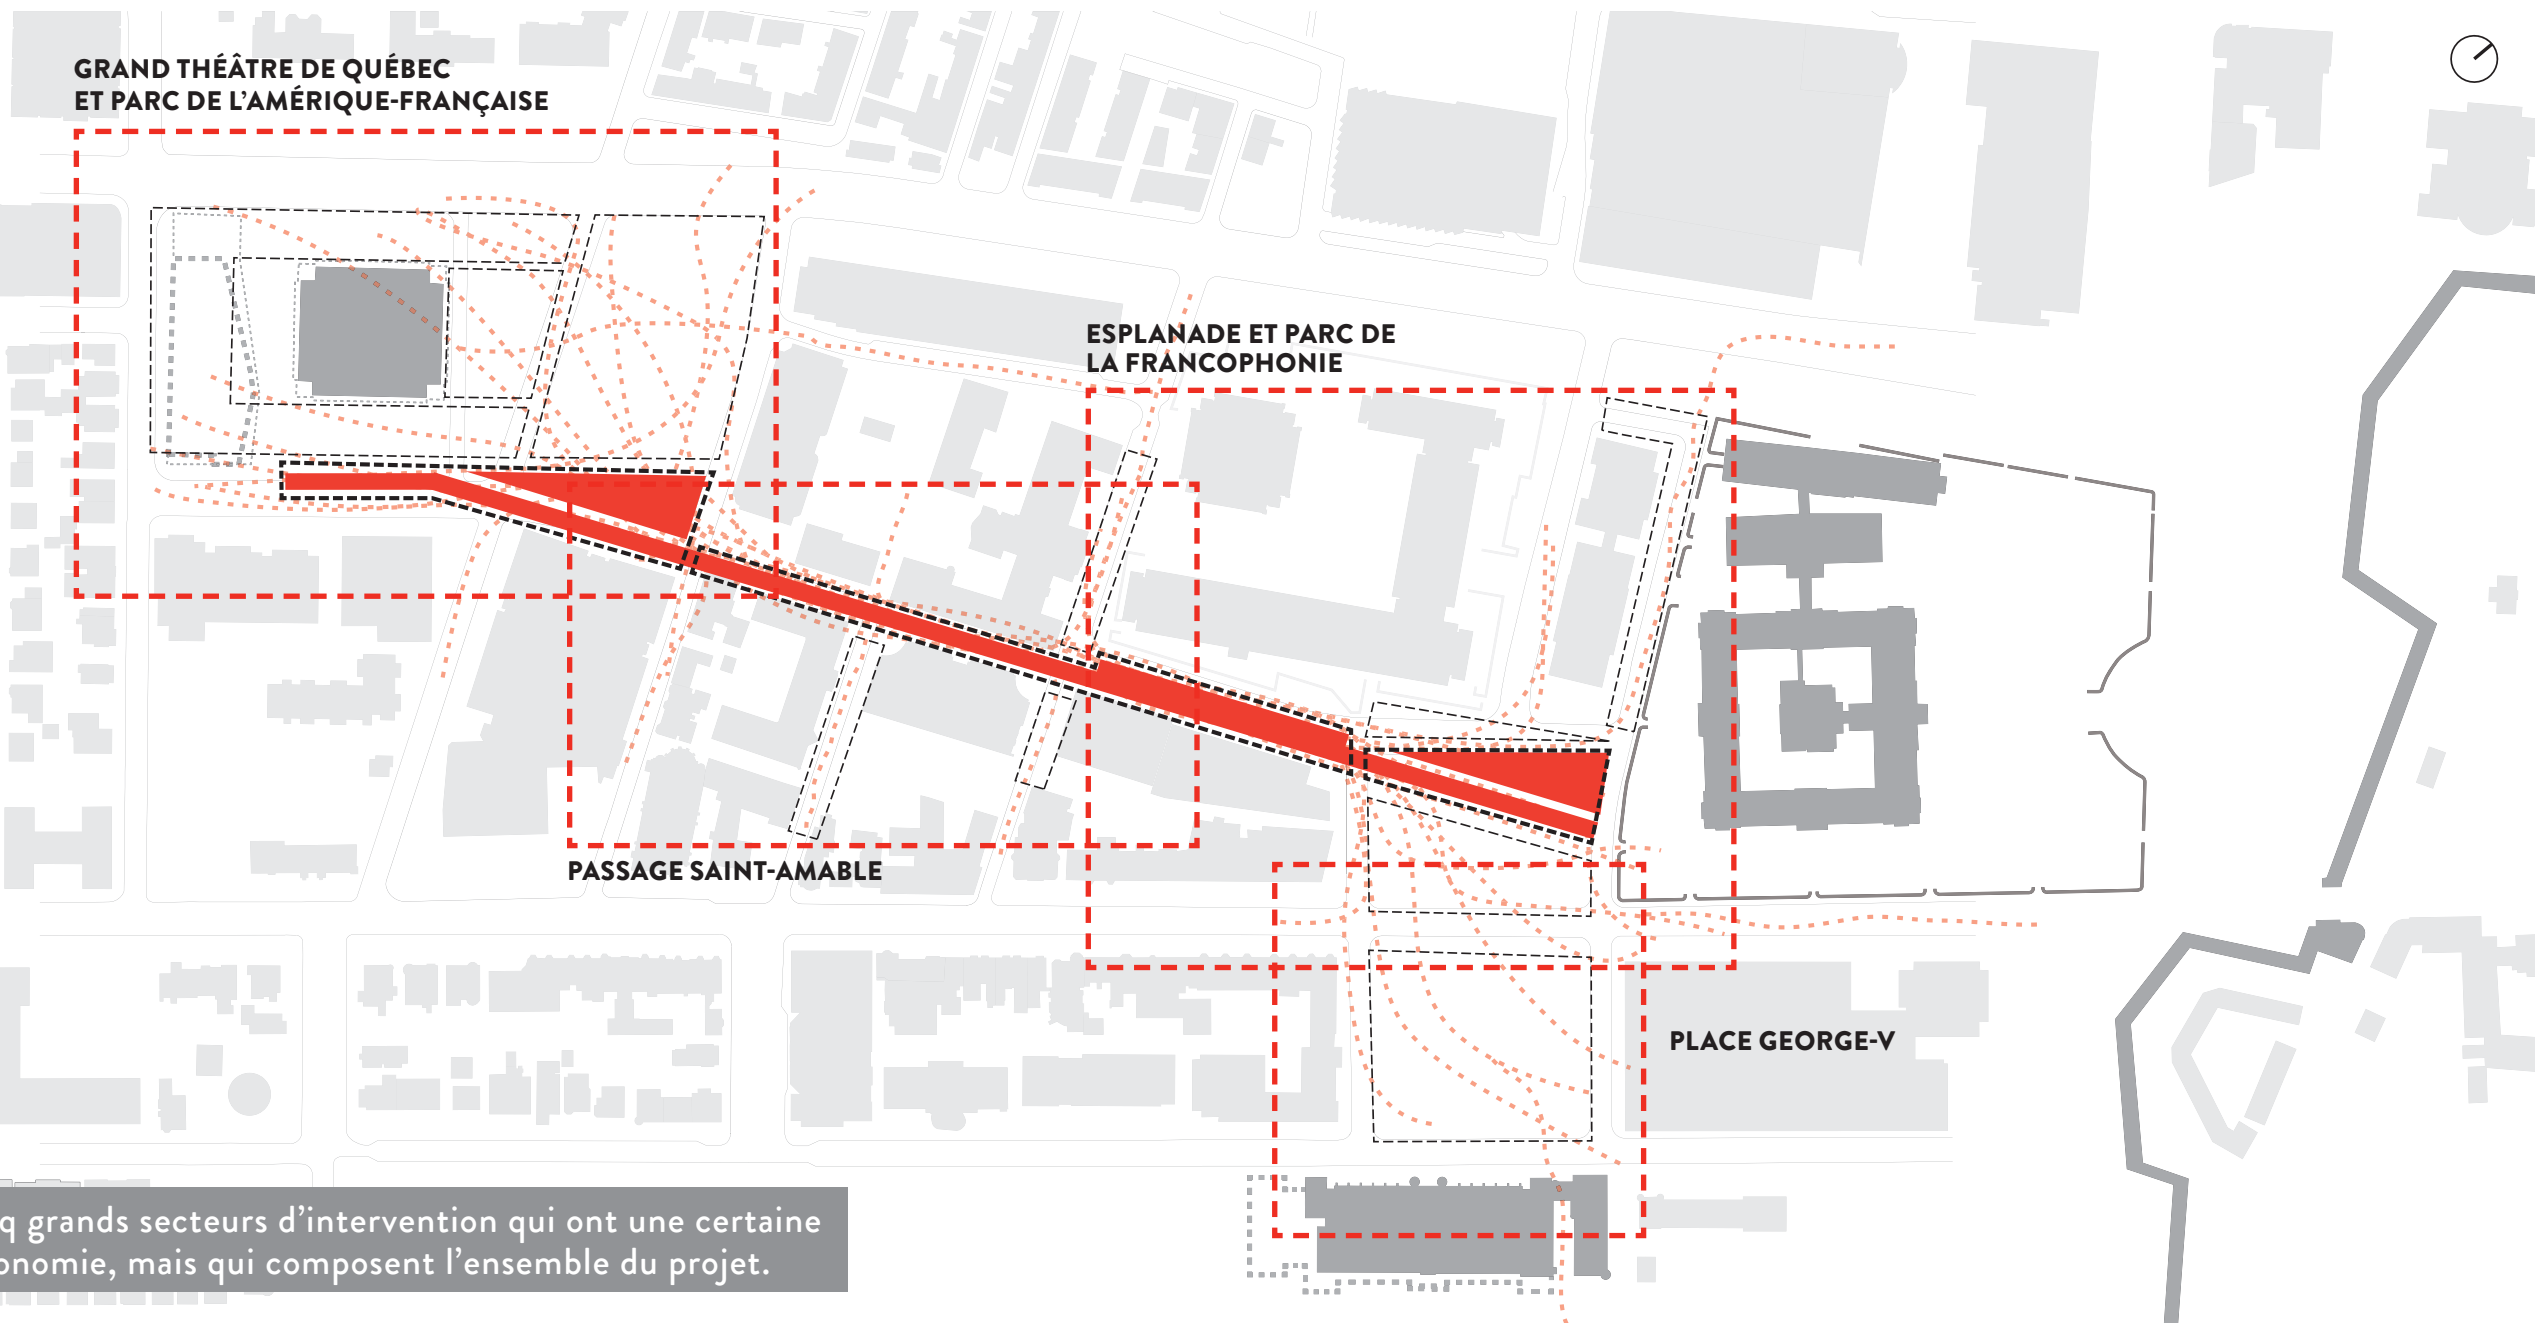 GRAND THÉÂTRE DE QUÉBEC
ET PARC DE L'AMÉRIQUE-FRANÇAISE
ESPLANADE ET PARC DE
LA FRANCOPHONIE
PASSAGE SAINT-AMABLE
PLACE GEORGE-V
q grands secteurs d'intervention qui ont une certaine
onomie, mais qui composent l'ensemble du projet.